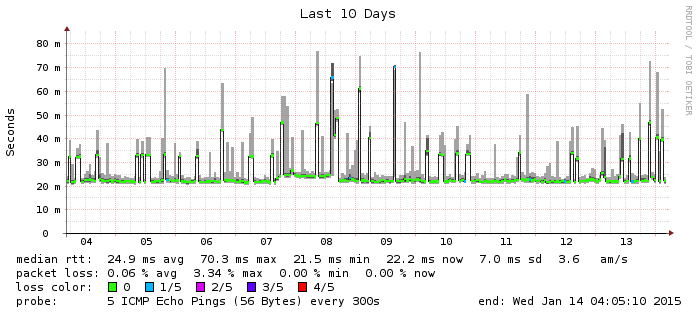 Last 10 Days
RRDTOOL / TOBI OETIKER
Seconds
80 m
70 m
60 m
50 m
40 m
30 m
20 m
10 m
0
04 05 06 07 08 09 10 11 12 13
median rtt: 24.9 ms avg 70.3 ms max 21.5 ms min 22.2 ms now 7.0 ms sd 3.6 am/s
packet loss: 0.06 % avg 3.34 % max 0.00 % min 0.00 % now
loss color: 0 1/5 2/5 3/5 4/5
probe: 5 ICMP Echo Pings (56 Bytes) every 300s end: Wed Jan 14 04:05:10 2015